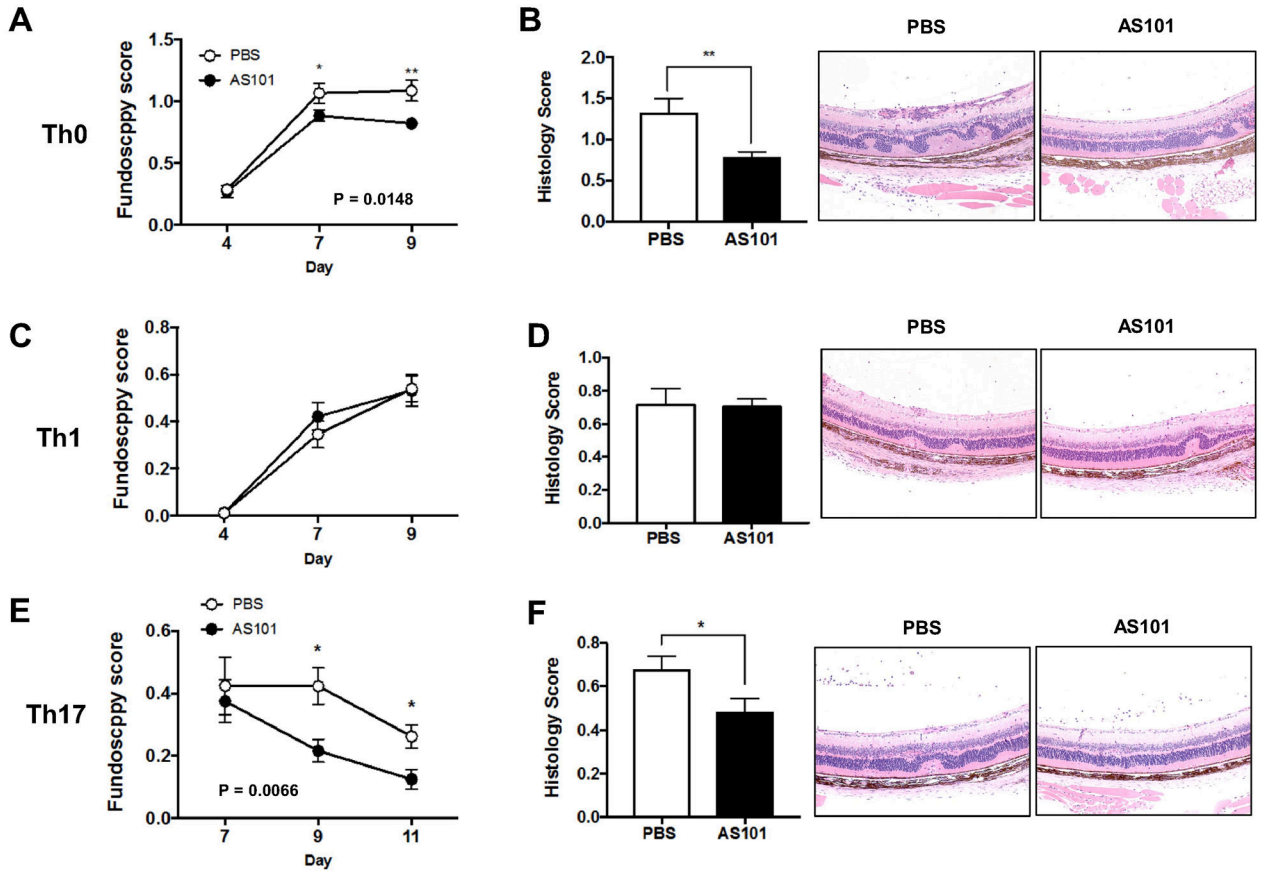 A
Th0
Fundoscppy score
1.5
1.0
0.5
0.0
PBS
AS101
*
**
P = 0.0148
4
7
9
Day
B
Histology Score
2.0
1.5
1.0
0.5
0.0
**
PBS
AS101
PBS
AS101
C
Th1
Fundoscppy score
0.8
0.6
0.4
0.2
0.0
4
7
9
Day
D
Histology Score
1.0
0.8
0.6
0.4
0.2
0.0
PBS
AS101
PBS
AS101
E
Th17
Fundoscppy score
0.6
0.4
0.2
0.0
PBS
AS101
*
*
P = 0.0066
7
9
11
Day
F
Histology Score
0.8
0.6
0.4
0.2
0.0
*
PBS
AS101
PBS
AS101